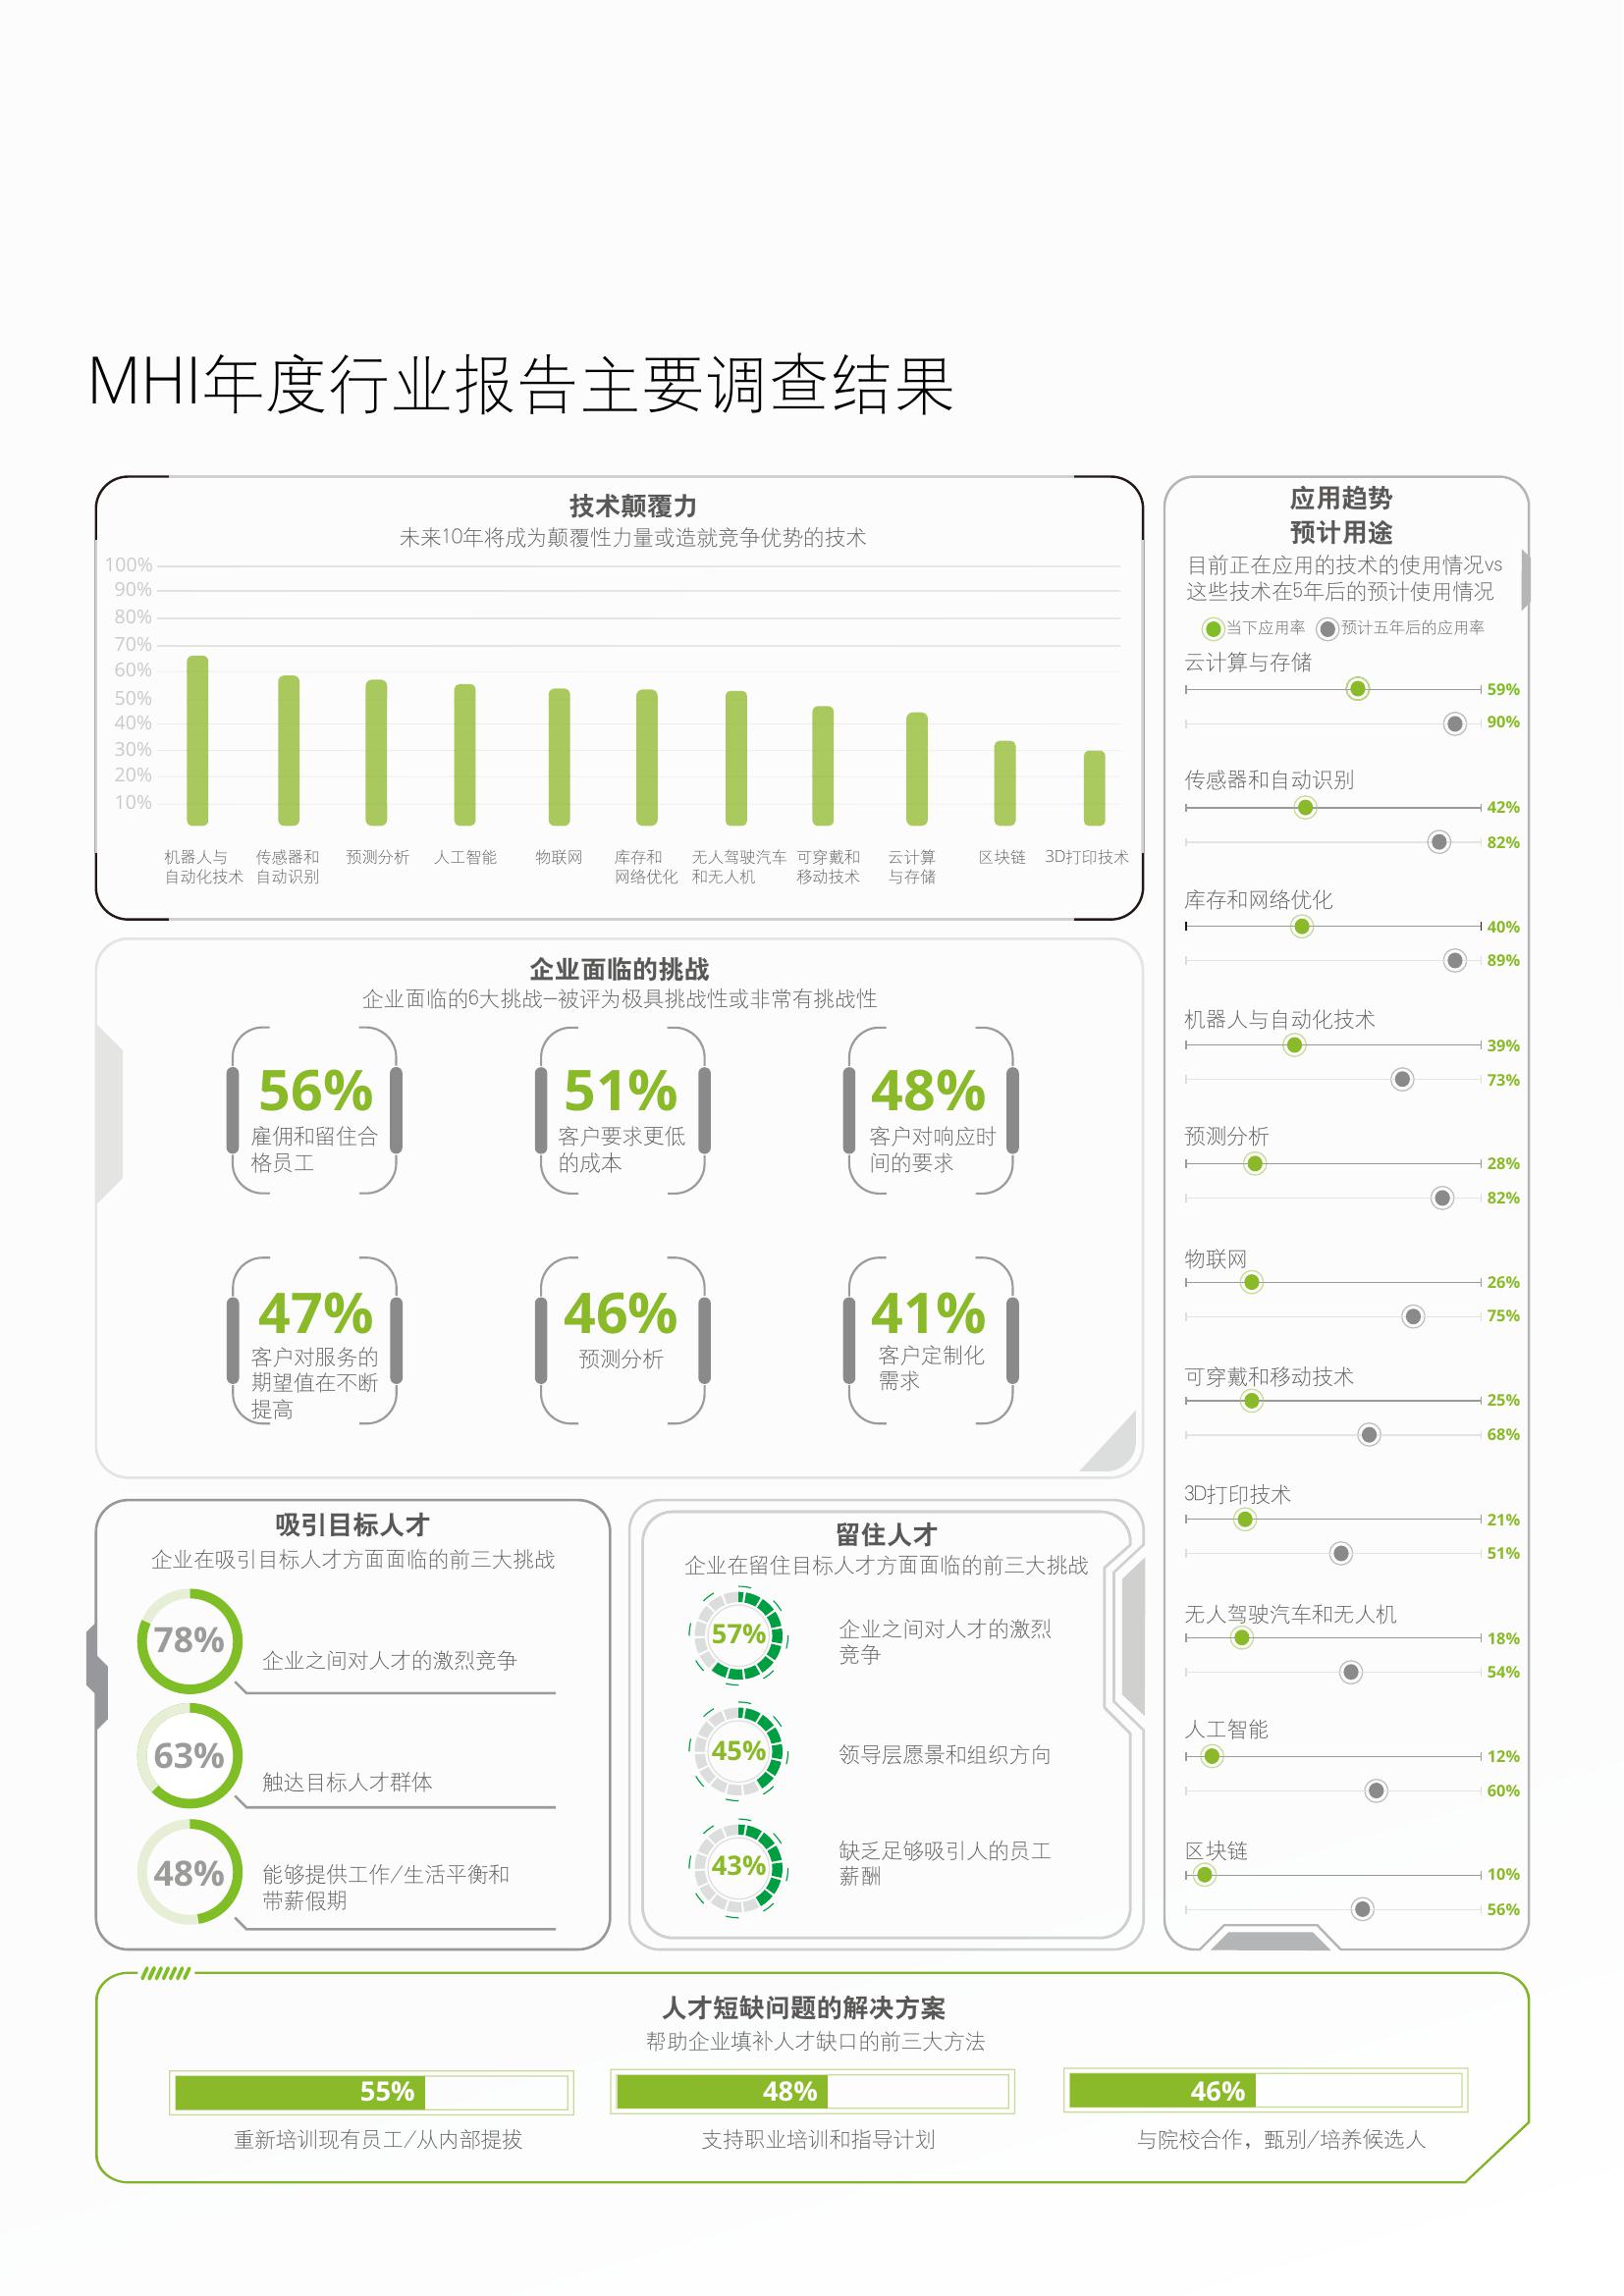 MHI年度行业报告主要调查结果
技术颠覆力
未来10年将成为颠覆性力量或造就竞争优势的技术
100%
90%
80%
70%
60%
50%
40%
30%
20%
10%
机器人与
自动化技术
传感器和
自动识别
预测分析
人工智能
物联网
库存和
网络优化
无人驾驶汽车
和无人机
可穿戴和
移动技术
云计算
与存储
区块链
3D打印技术
企业面临的挑战
企业面临的6大挑战—被评为极具挑战性或非常有挑战性
56%
雇佣和留住合
格员工
51%
客户要求更低
的成本
48%
客户对响应时
间的要求
47%
客户对服务的
期望值在不断
提高
46%
预测分析
41%
客户定制化
需求
吸引目标人才
企业在吸引目标人才方面面临的前三大挑战
78%
企业之间对人才的激烈竞争
63%
触达目标人才群体
48%
能够提供工作/生活平衡和
带薪假期
留住人才
企业在留住目标人才方面面临的前三大挑战
57%
企业之间对人才的激烈
竞争
45%
领导层愿景和组织方向
43%
缺乏足够吸引人的员工
薪酬
应用趋势
预计用途
目前正在应用的技术的使用情况vs
这些技术在5年后的预计使用情况
当下应用率 预计五年后的应用率
云计算与存储
59%
90%
传感器和自动识别
42%
82%
库存和网络优化
40%
89%
机器人与自动化技术
39%
73%
预测分析
28%
82%
物联网
26%
75%
可穿戴和移动技术
25%
68%
3D打印技术
21%
51%
无人驾驶汽车和无人机
18%
54%
人工智能
12%
60%
区块链
10%
56%
人才短缺问题的解决方案
帮助企业填补人才缺口的前三大方法
55%
重新培训现有员工/从内部提拔
48%
支持职业培训和指导计划
46%
与院校合作，甄别/培养候选人